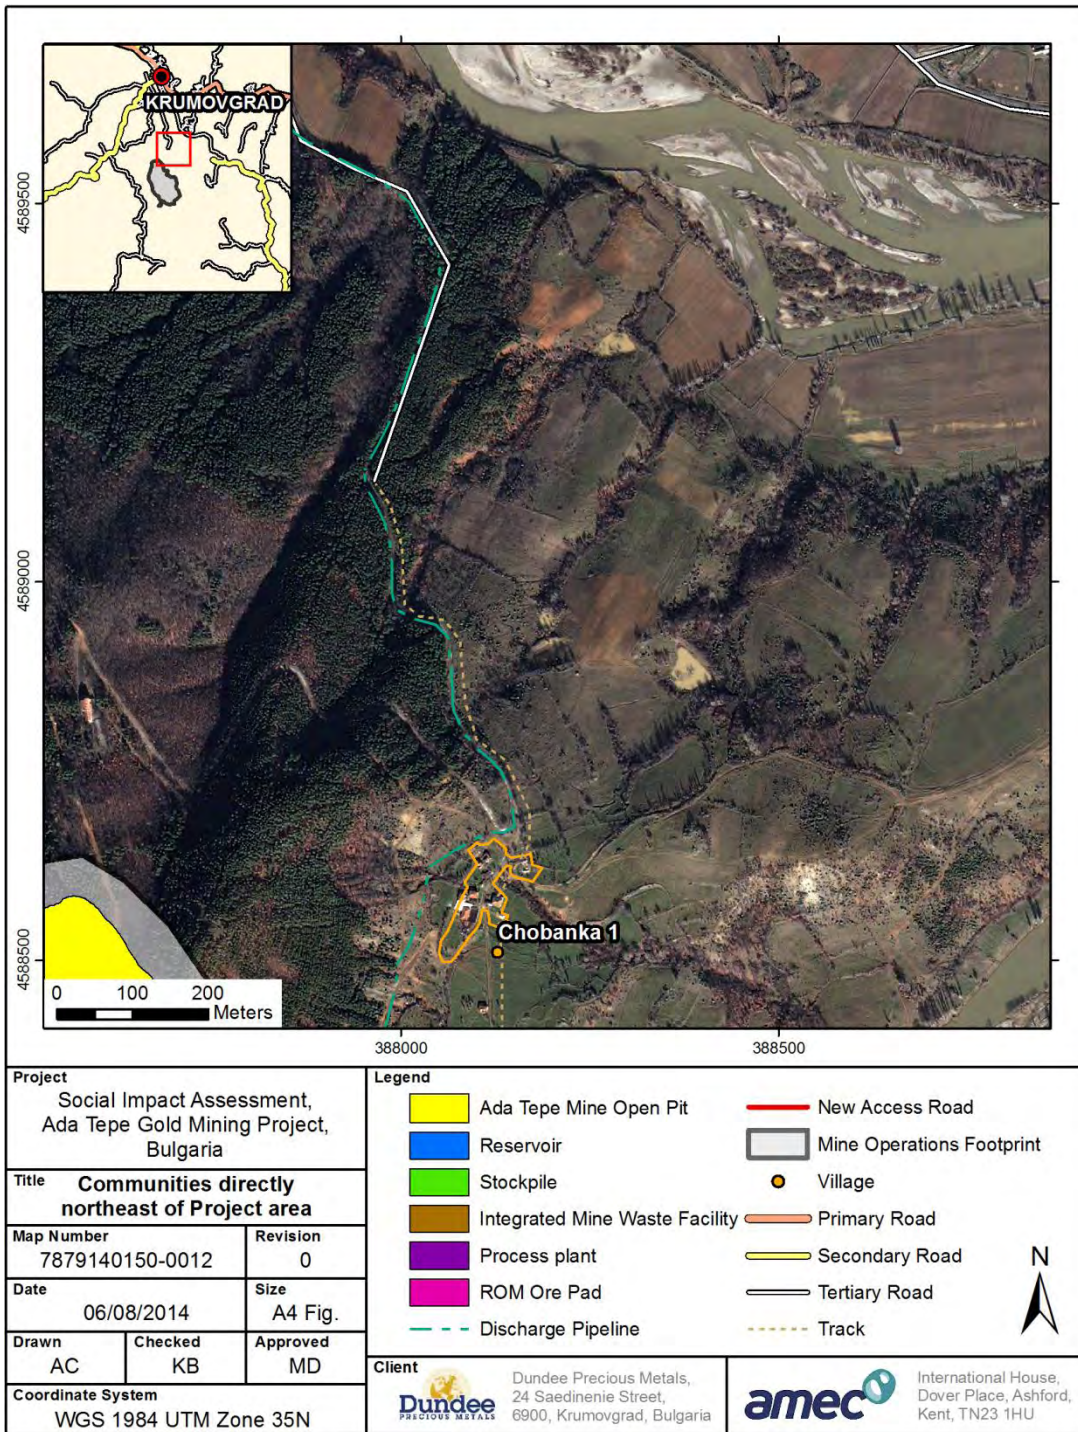 KRUMOVGRAD
4589500
4589000
4588500
Chobanka 1
0 100 200
Meters
388000
388500
Project
Social Impact Assessment,
Ada Tepe Gold Mining Project,
Bulgaria
Title Communities directly
northeast of Project area
Map Number
7879140150-0012
Revision
0
Date
06/08/2014
Size
A4 Fig.
Drawn
AC
Checked
KB
Approved
MD
Coordinate System
WGS 1984 UTM Zone 35N
Legend
Ada Tepe Mine Open Pit
Reservoir
Stockpile
Integrated Mine Waste Facility
Process plant
ROM Ore Pad
Discharge Pipeline
New Access Road
Mine Operations Footprint
Village
Primary Road
Secondary Road
Tertiary Road
Track
N
Client
Dundee
PRECIOUS METALS
Dundee Precious Metals,
24 Saedinenie Street,
6900, Krumovgrad, Bulgaria
amec
International House,
Dover Place, Ashford,
Kent, TN23 1HU